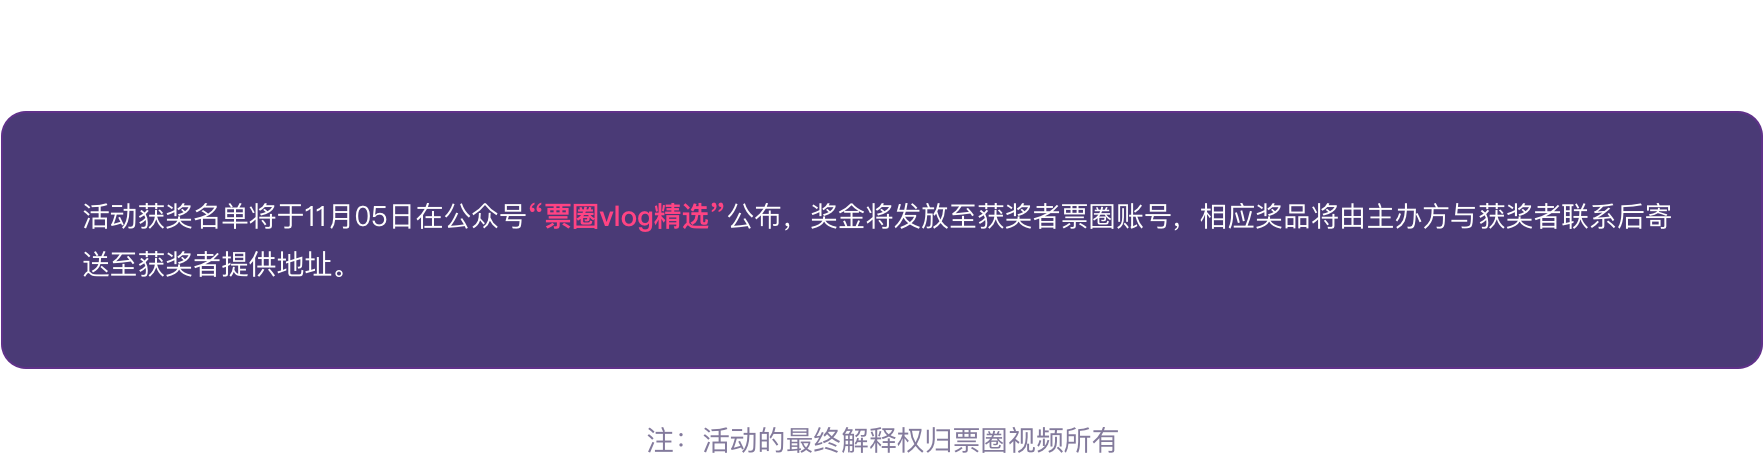 活动获奖名单将于11月05日在公众号“票圈vlog精选”公布，奖金将发放至获奖者票圈账号，相应奖品将由主办方与获奖者联系后寄
送至获奖者提供地址。
注：活动的最终解释权归票圈视频所有